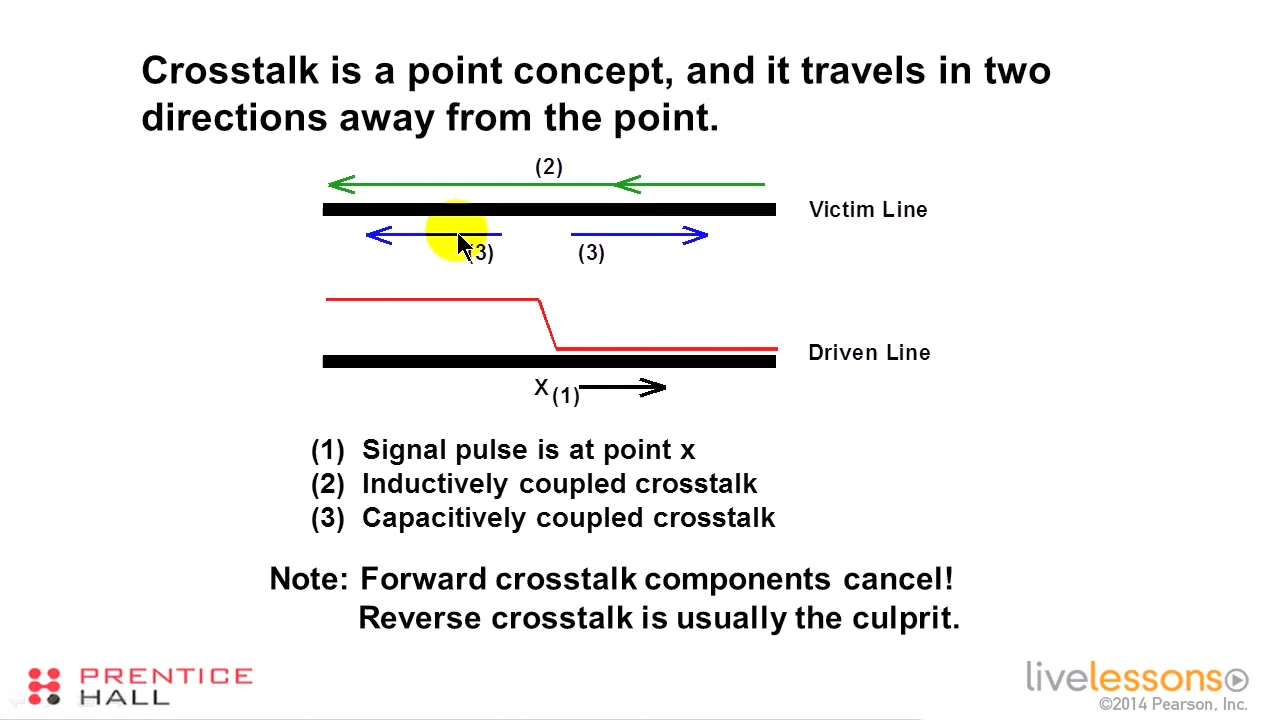 Crosstalk is a point concept, and it travels in two
directions away from the point.
(2)
Victim Line
(3) (3)
Driven Line
X (1)
(1) Signal pulse is at point x
(2) Inductively coupled crosstalk
(3) Capacitively coupled crosstalk
Note: Forward crosstalk components cancel!
Reverse crosstalk is usually the culprit.
PRENTICE
HALL
livelessons
©2014 Pearson, Inc.